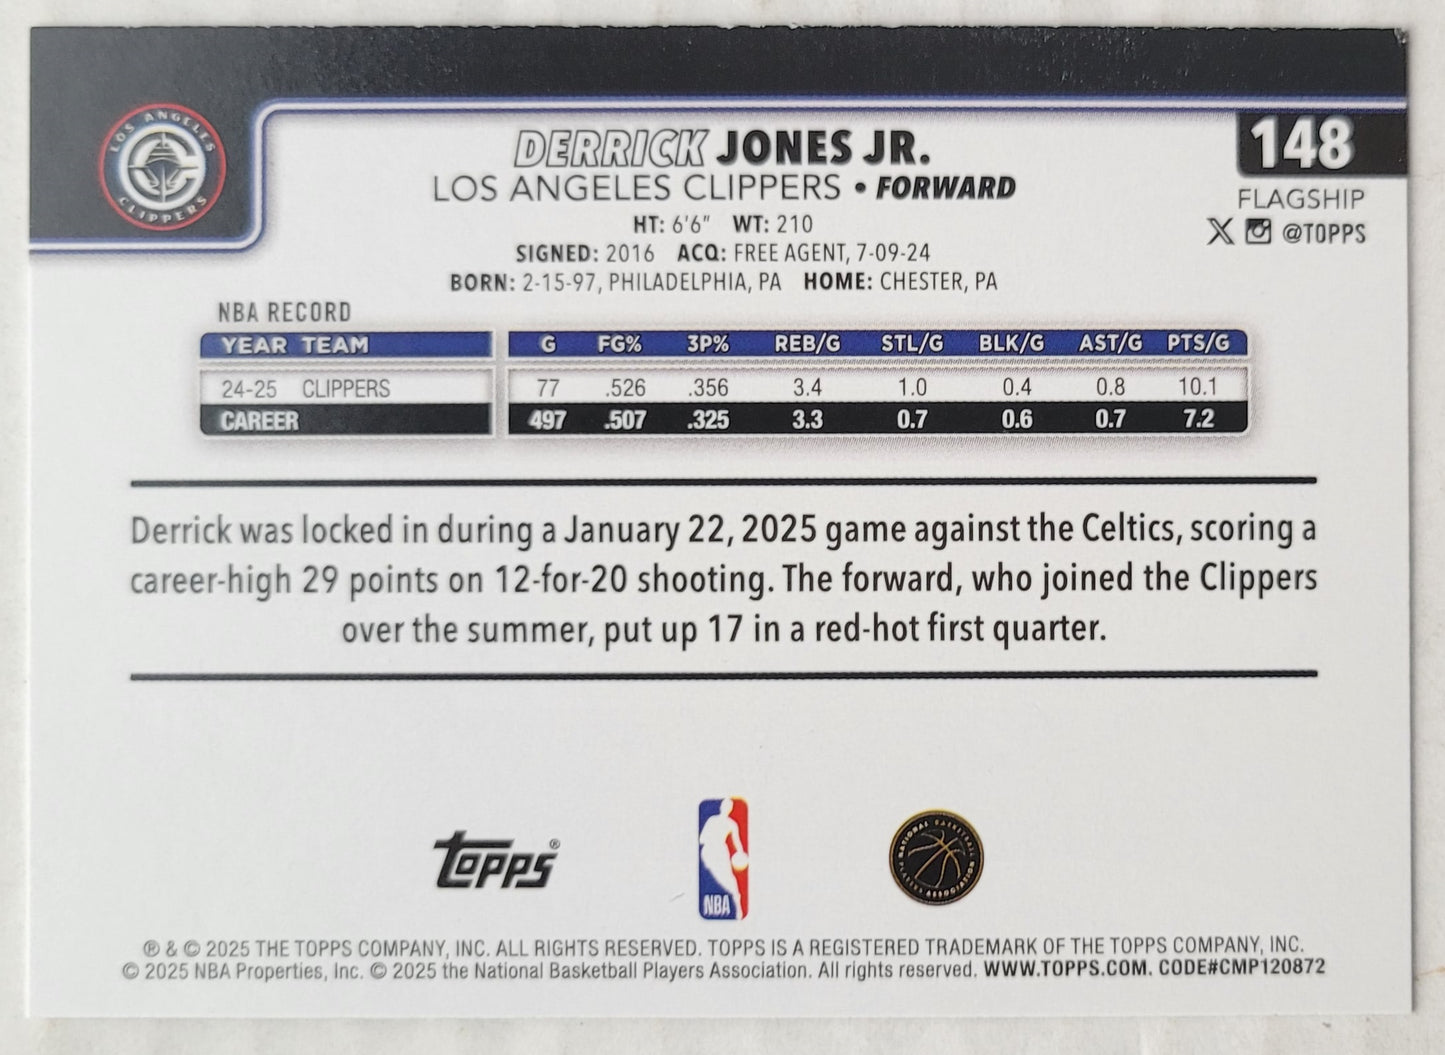 LOS ANGELES
CLIPPERS
DERRICK JONES JR.
LOS ANGELES CLIPPERS • FORWARD
148
FLAGSHIP
@TOPPS
HT: 6'6" WT: 210
SIGNED: 2016 ACQ: FREE AGENT, 7-09-24
BORN: 2-15-97, PHILADELPHIA, PA HOME: CHESTER, PA
NBA RECORD
YEAR TEAM G FG% 3P% REB/G STL/G BLK/G AST/G PTS/G
24-25 CLIPPERS 77 .526 .356 3.4 1.0 0.4 0.8 10.1
CAREER 497 .507 .325 3.3 0.7 0.6 0.7 7.2
Derrick was locked in during a January 22, 2025 game against the Celtics, scoring a
career-high 29 points on 12-for-20 shooting. The forward, who joined the Clippers
over the summer, put up 17 in a red-hot first quarter.
Topps®
NBA
NATIONAL BASKETBALL
PLAYERS ASSOCIATION
® & © 2025 THE TOPPS COMPANY, INC. ALL RIGHTS RESERVED. TOPPS IS A REGISTERED TRADEMARK OF THE TOPPS COMPANY, INC.
© 2025 NBA Properties, Inc. © 2025 the National Basketball Players Association. All rights reserved. WWW.TOPPS.COM. CODE#CMP120872